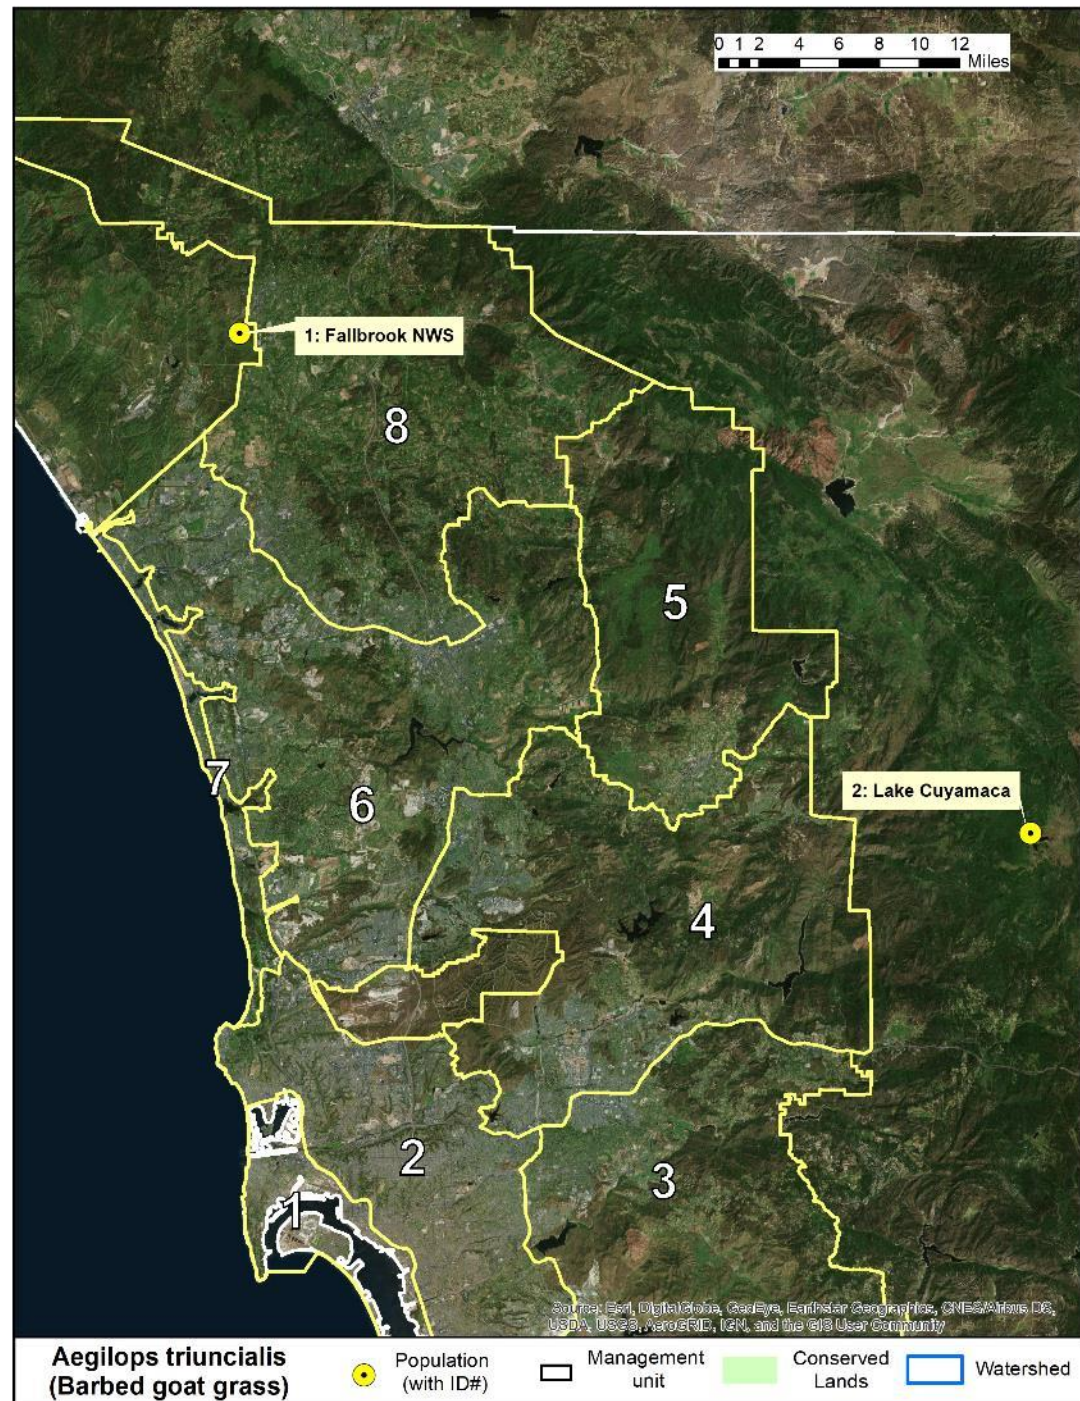 0 1 2 4 6 8 10 12
Miles
1: Fallbrook NWS
8
5
7
6
2: Lake Cuyamaca
4
2
3
1
Source: Esri, DigitalGlobe, GeoEye, Earthstar Geographics, CNES/Airbus DS,
USDA, USGS, AeroGRID, IGN, and the GIS User Community
Aegilops triuncialis
(Barbed goat grass)
Population
(with ID#)
Management
unit
Conserved
Lands
Watershed